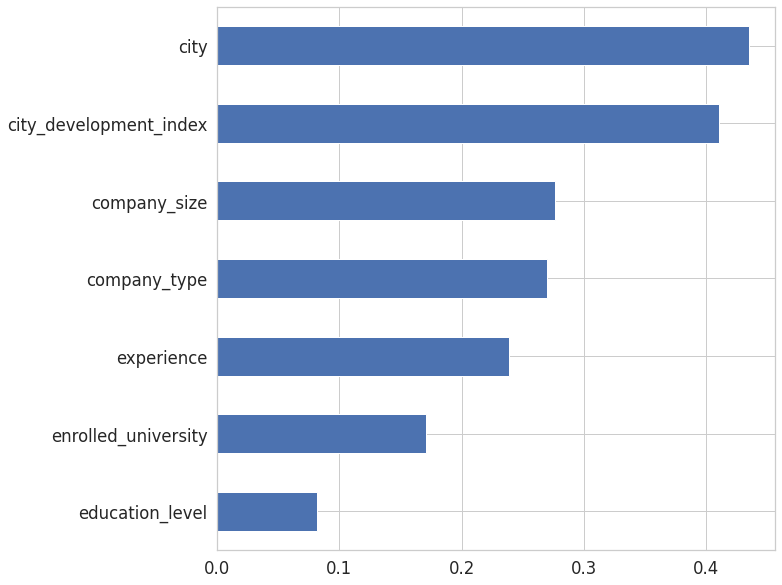 city
city_development_index
company_size
company_type
experience
enrolled_university
education_level
0.0 0.1 0.2 0.3 0.4